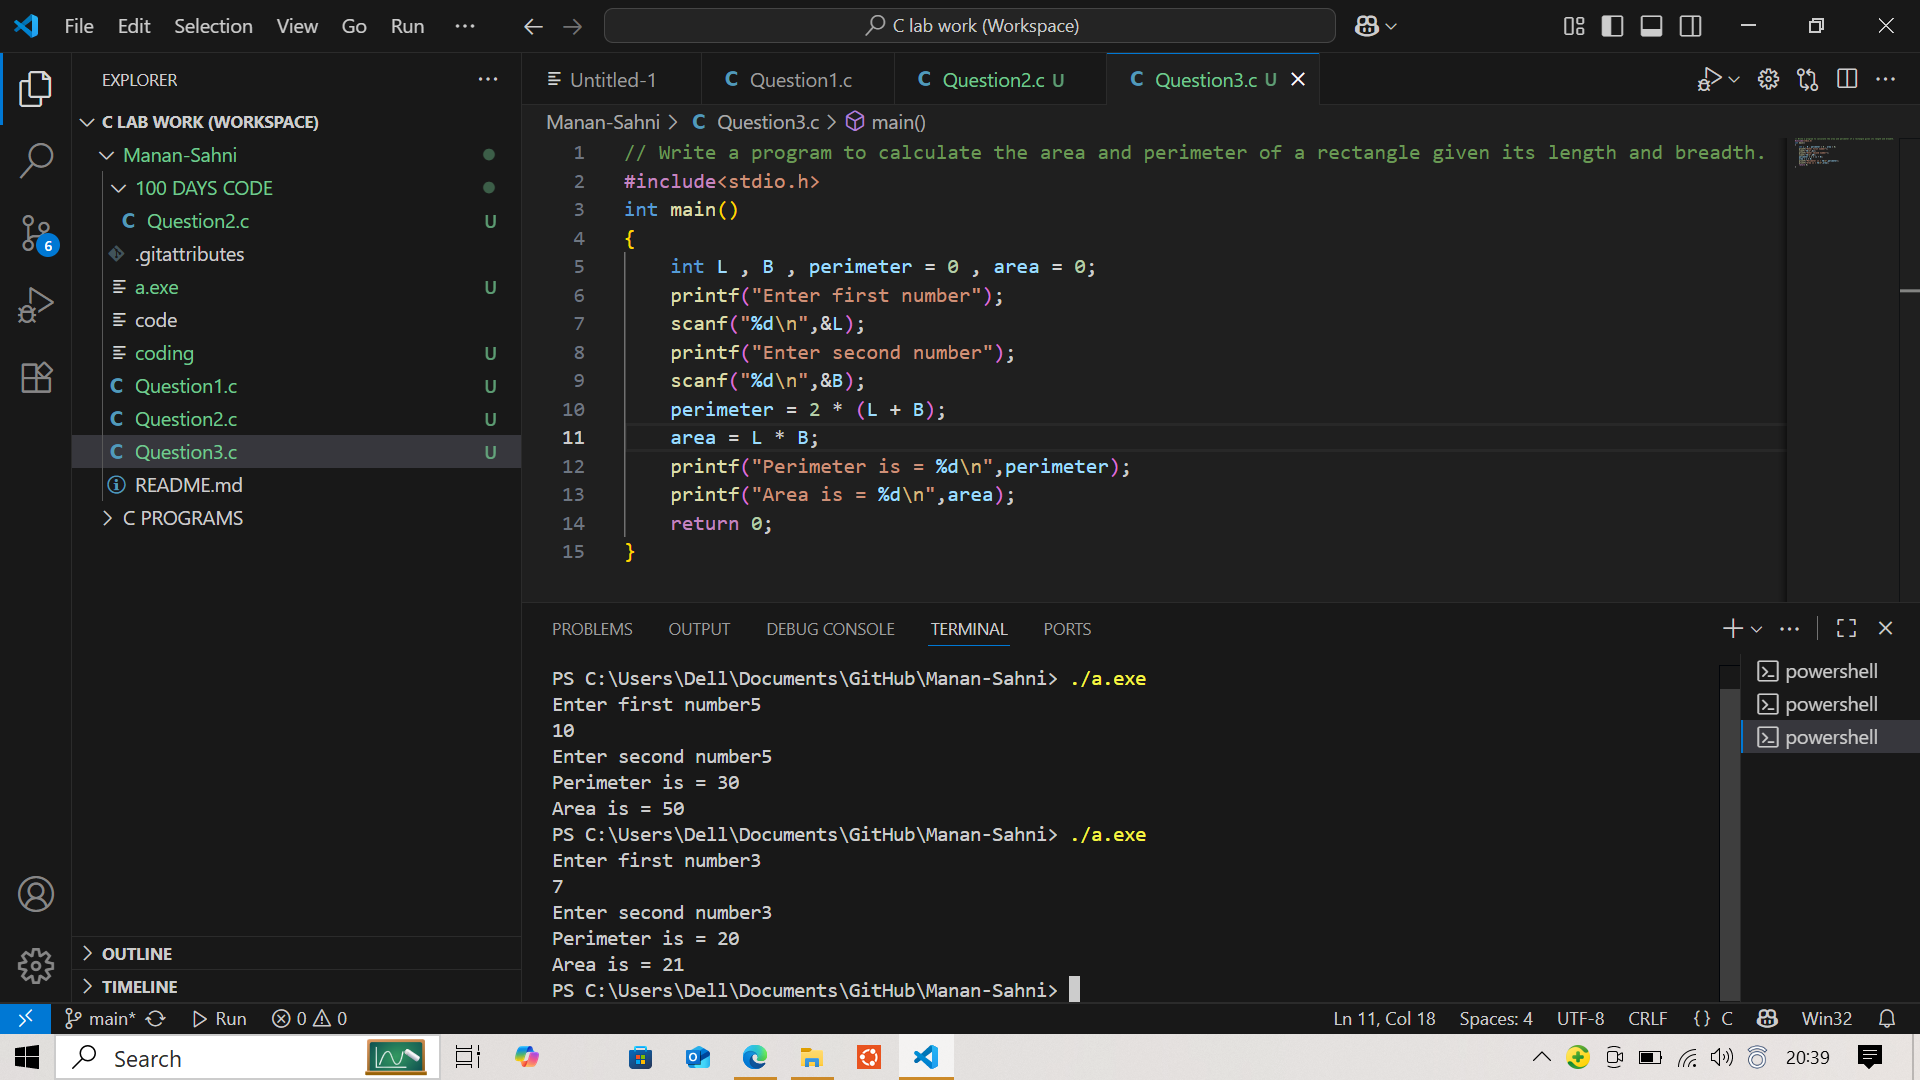 File Edit Selection View Go Run ··· C lab work (Workspace)
EXPLORER
C LAB WORK (WORKSPACE)
Manan-Sahni
100 DAYS CODE
C Question2.c U
.gitattributes
a.exe U
code
coding U
C Question1.c U
C Question2.c U
C Question3.c U
README.md
C PROGRAMS
OUTLINE
TIMELINE
6
Untitled-1 C Question1.c C Question2.c U C Question3.c U
Manan-Sahni > C Question3.c > main()
1 // Write a program to calculate the area and perimeter of a rectangle given its length and breadth.
2 #include<stdio.h>
3 int main()
4 {
5 int L , B , perimeter = 0 , area = 0;
6 printf("Enter first number");
7 scanf("%d\n",&L);
8 printf("Enter second number");
9 scanf("%d\n",&B);
10 perimeter = 2 * (L + B);
11 area = L * B;
12 printf("Perimeter is = %d\n",perimeter);
13 printf("Area is = %d\n",area);
14 return 0;
15 }
PROBLEMS OUTPUT DEBUG CONSOLE TERMINAL PORTS
PS C:\Users\Dell\Documents\GitHub\Manan-Sahni> ./a.exe
Enter first number5
10
Enter second number5
Perimeter is = 30
Area is = 50
PS C:\Users\Dell\Documents\GitHub\Manan-Sahni> ./a.exe
Enter first number3
7
Enter second number3
Perimeter is = 20
Area is = 21
PS C:\Users\Dell\Documents\GitHub\Manan-Sahni>
powershell
powershell
powershell
main* Run 0 0 Ln 11, Col 18 Spaces: 4 UTF-8 CRLF {} C Win32
Search 20:39